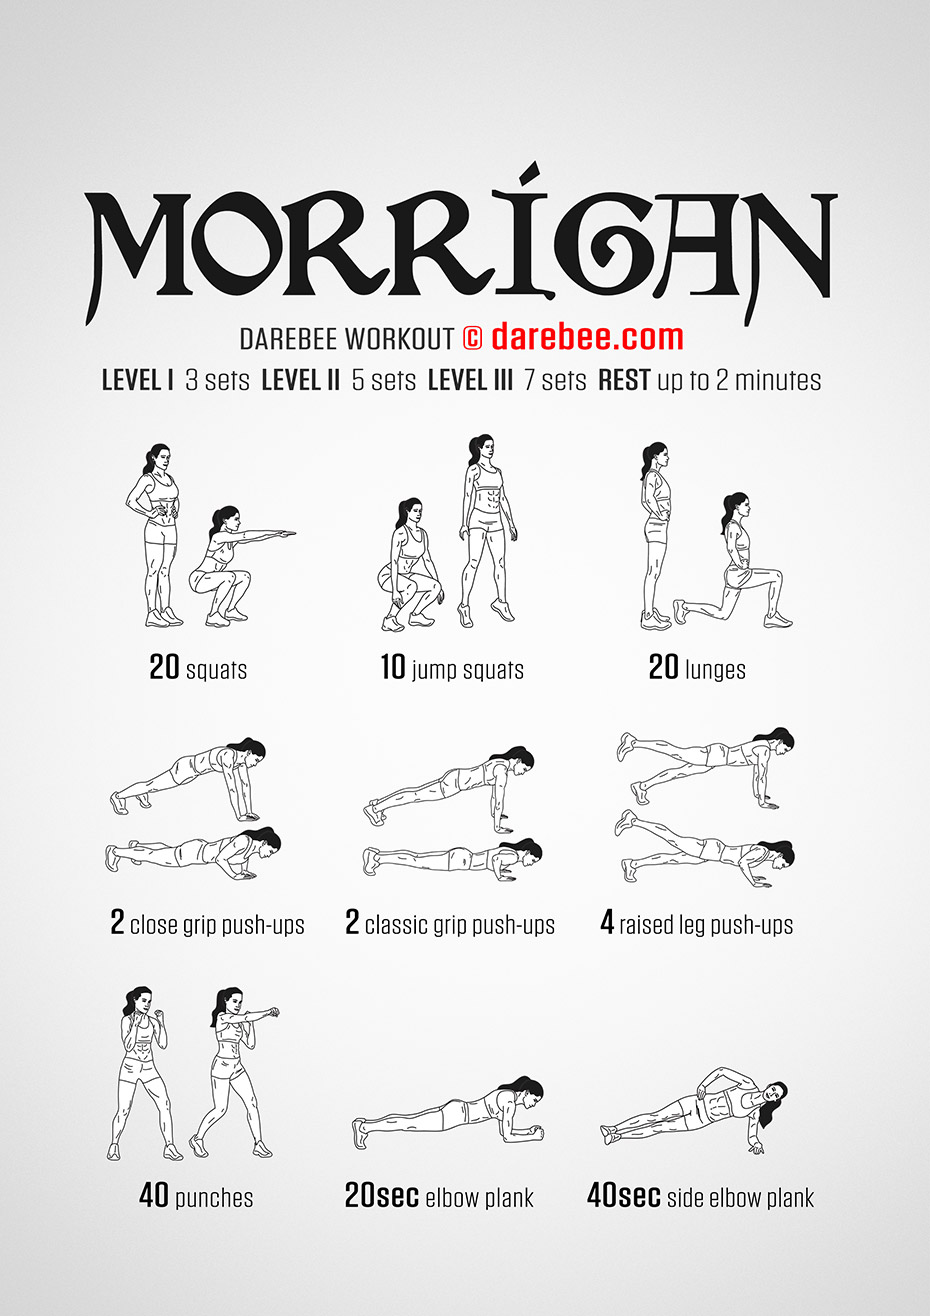 MORRÍGAN
DAREBEE WORKOUT © darebee.com
LEVEL I 3 sets LEVEL II 5 sets LEVEL III 7 sets REST up to 2 minutes
20 squats
10 jump squats
20 lunges
2 close grip push-ups
2 classic grip push-ups
4 raised leg push-ups
40 punches
20sec elbow plank
40sec side elbow plank